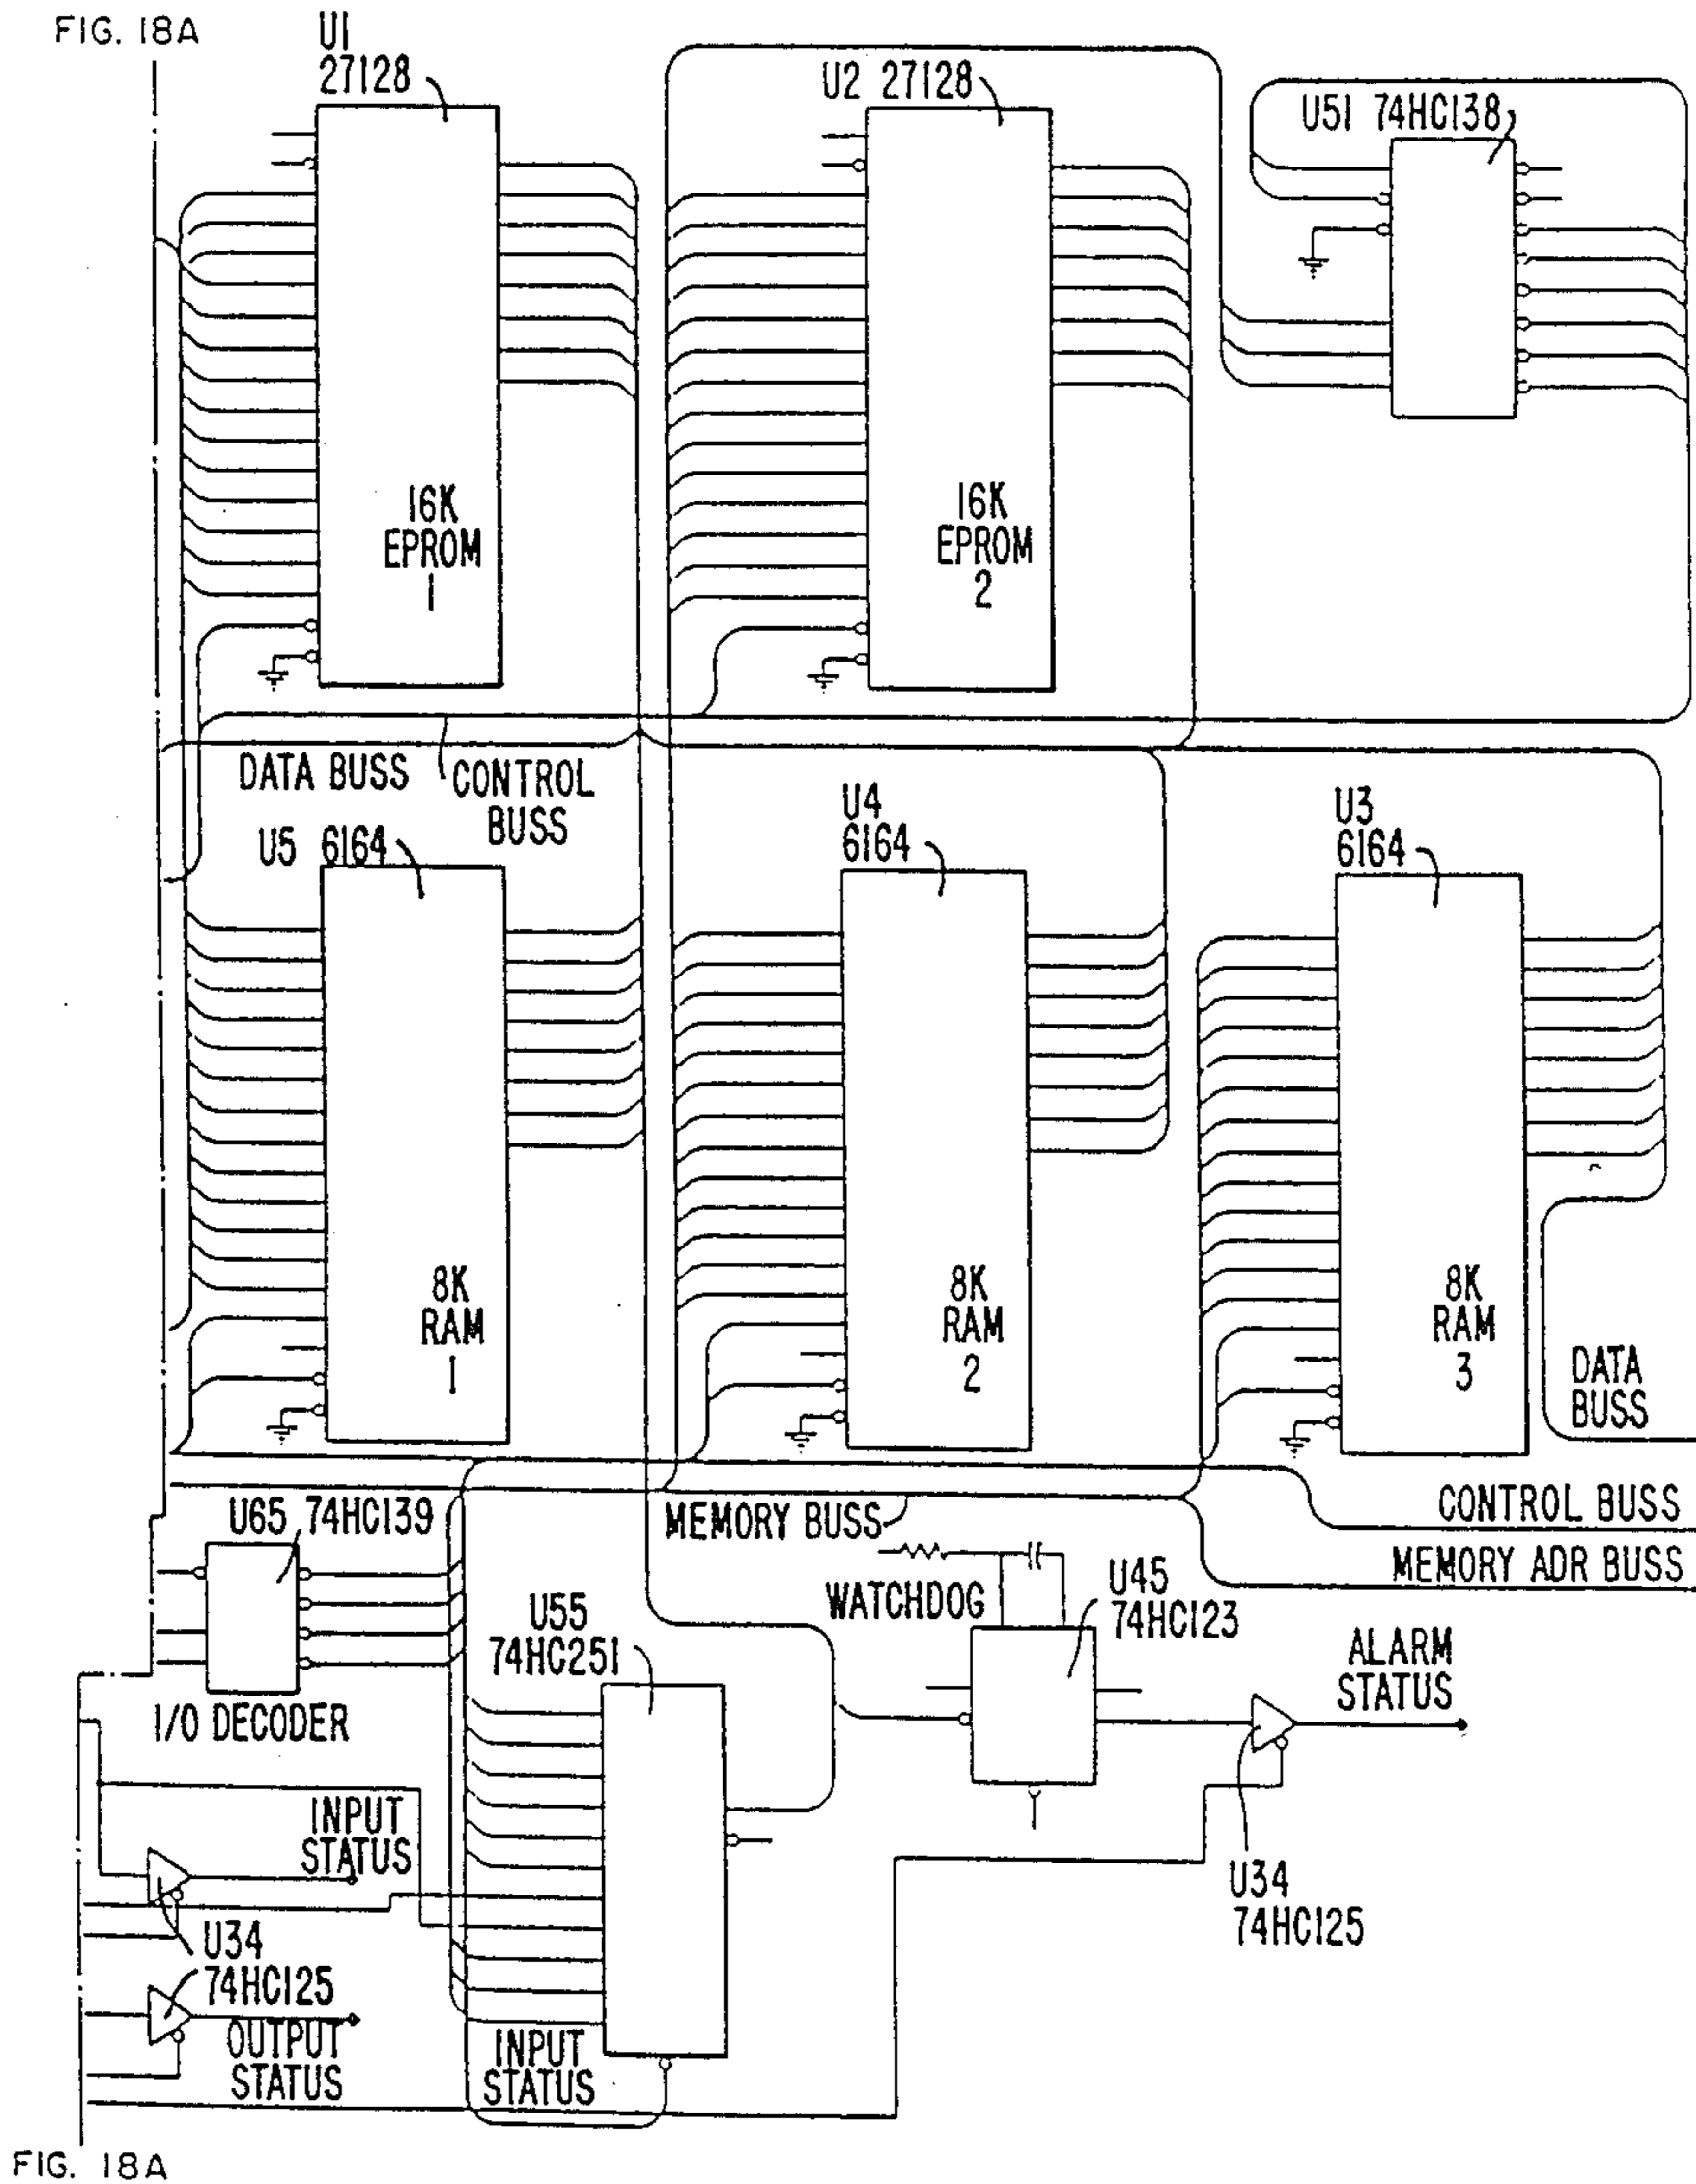 FIG. 18A
U1
27128
U2 27128
U51 74HC138
16K
EPROM
1
16K
EPROM
2
DATA BUSS
CONTROL
BUSS
U5 6164
U4
6164
U3
6164
8K
RAM
1
8K
RAM
2
8K
RAM
3
DATA
BUSS
CONTROL BUSS
MEMORY BUSS
MEMORY ADR BUSS
U65 74HC139
I/O DECODER
U55
74HC251
WATCHDOG
U45
74HC123
ALARM
STATUS
INPUT
STATUS
U34
74HC125
U34
74HC125
OUTPUT
STATUS
INPUT
STATUS
FIG. 18A